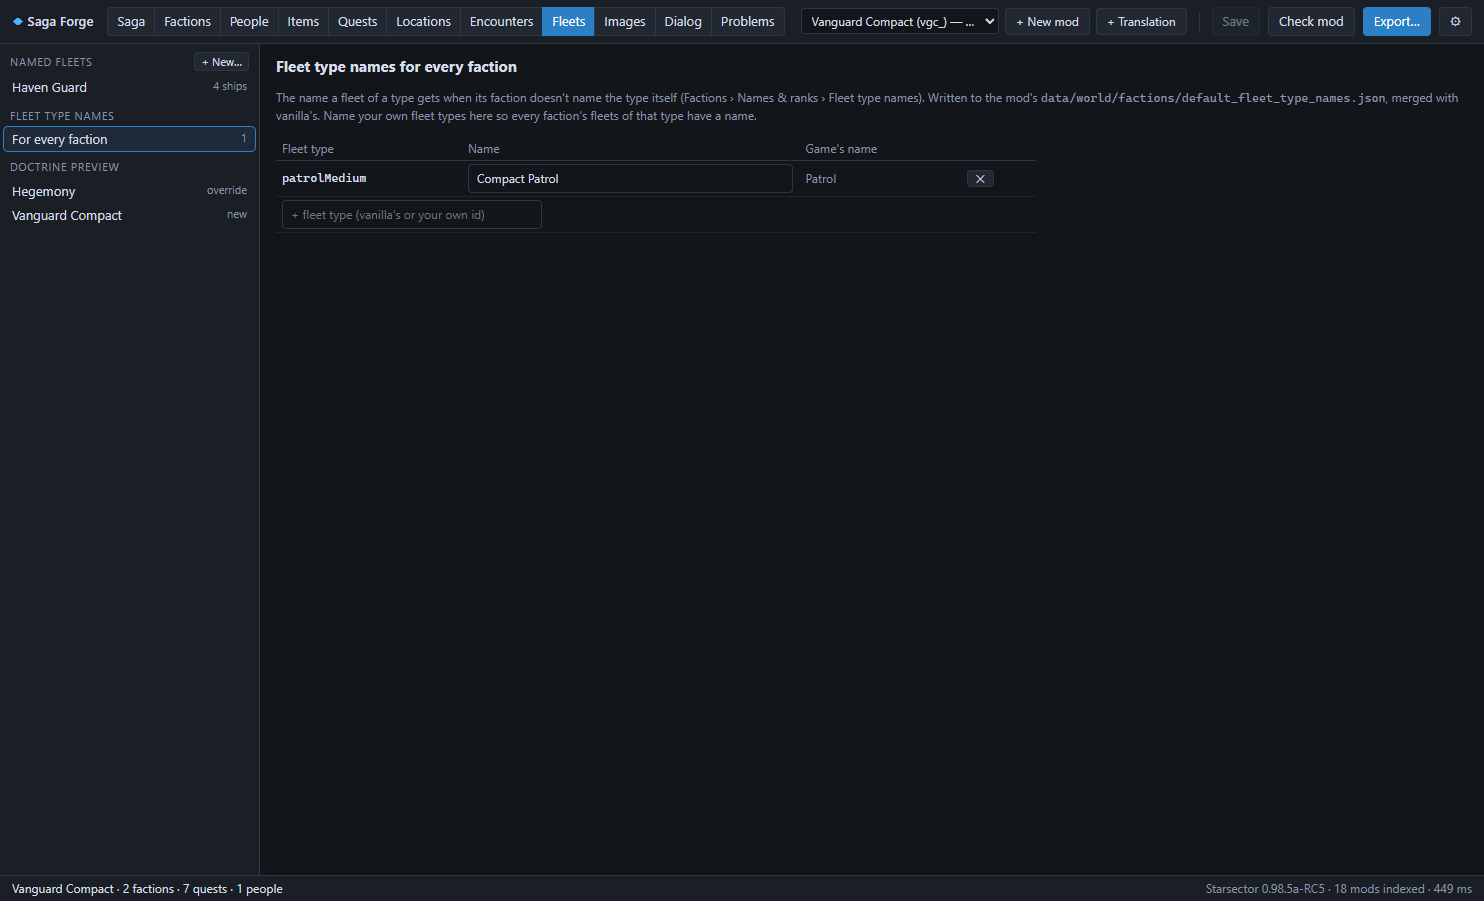 Saga Forge
Saga Factions People Items Quests Locations Encounters Fleets Images Dialog Problems
Vanguard Compact (vgc_) — ...
+ New mod
+ Translation
Save
Check mod
Export...
NAMED FLEETS
+ New...
Haven Guard 4 ships
FLEET TYPE NAMES
For every faction 1
DOCTRINE PREVIEW
Hegemony override
Vanguard Compact new
Fleet type names for every faction
The name a fleet of a type gets when its faction doesn't name the type itself (Factions › Names & ranks › Fleet type names). Written to the mod's data/world/factions/default_fleet_type_names.json, merged with
vanilla's. Name your own fleet types here so every faction's fleets of that type have a name.
Fleet type Name Game's name
patrolMedium Compact Patrol Patrol
+ fleet type (vanilla's or your own id)
Vanguard Compact · 2 factions · 7 quests · 1 people
Starsector 0.98.5a-RC5 · 18 mods indexed · 449 ms